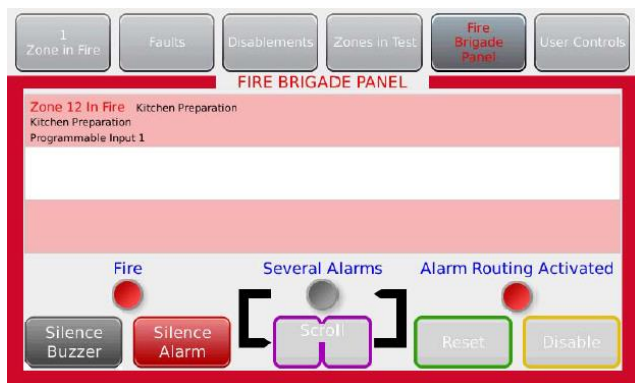 1
Zone in Fire
Faults
Disablements
Zones in Test
Fire
Brigade
Panel
User Controls
FIRE BRIGADE PANEL
Zone 12 In Fire Kitchen Preparation
Kitchen Preparation
Programmable Input 1
Fire
Several Alarms
Alarm Routing Activated
Silence
Buzzer
Silence
Alarm
Scroll
Reset
Disable